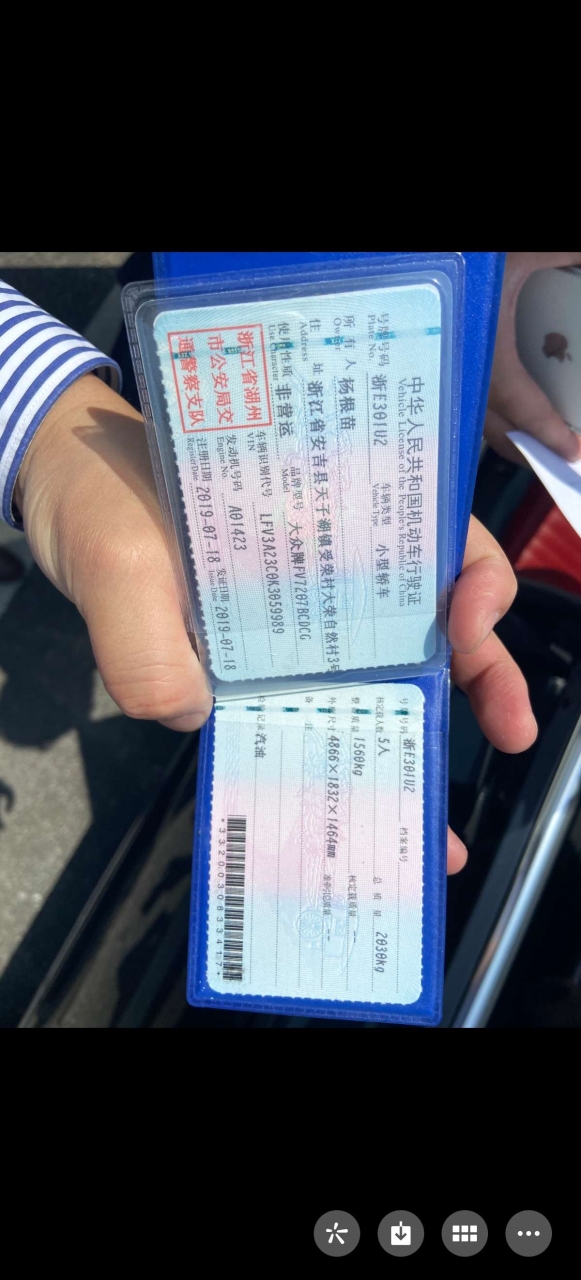 中华人民共和国机动车行驶证
Vehicle License of the People's Republic of China
号牌号码 浙E301U2 车辆类型 小型轿车
Plate No. Vehicle Type
所有人 杨根苗
Owner
住址 浙江省安吉县天子湖镇受荣村大荣自然村3号
Address
使用性质 非营运 品牌型号 大众牌FV7207BCDCG
Use Character Model
浙江省湖州
市公安局交
通警察支队
车辆识别代号 LFV3A23C0K3059989
VIN
发动机号码 A01423
Engine No.
注册日期 2019-07-18 发证日期 2019-07-18
Register Date Issue Date
号牌号码 浙E301U2 档案编号
核定载人数 5人 总质量 2030kg
整备质量 1560kg 核定载质量 --
外廓尺寸 4866×1832×1464mm 准牵引总质量 --
备注
检验记录 汽油
*3320030833417*